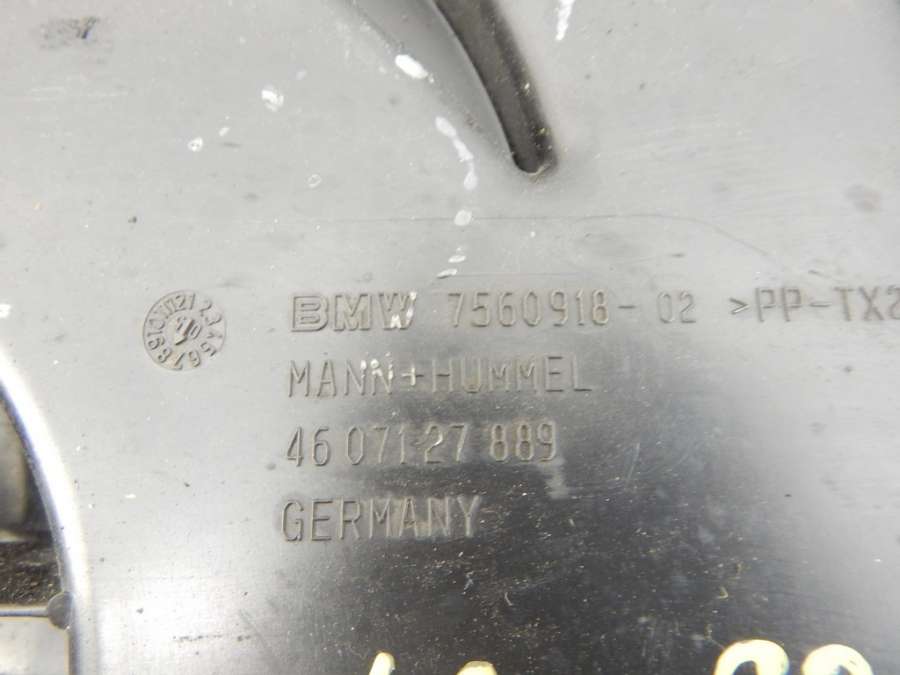 BMW 7560918-02 >PP-TX2
MANN+HUMMEL
46 071 27 889
GERMANY